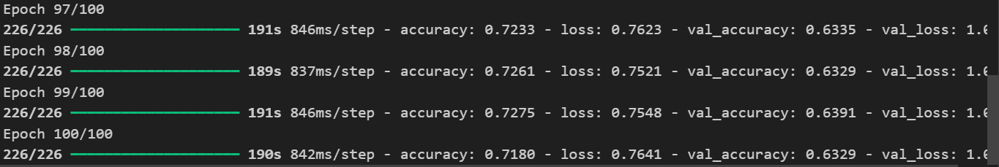 Epoch 97/100
226/226 ━━━━━━━━━━━━━━━━━━━━ 191s 846ms/step - accuracy: 0.7233 - loss: 0.7623 - val_accuracy: 0.6335 - val_loss: 1.0
Epoch 98/100
226/226 ━━━━━━━━━━━━━━━━━━━━ 189s 837ms/step - accuracy: 0.7261 - loss: 0.7521 - val_accuracy: 0.6329 - val_loss: 1.0
Epoch 99/100
226/226 ━━━━━━━━━━━━━━━━━━━━ 191s 846ms/step - accuracy: 0.7275 - loss: 0.7548 - val_accuracy: 0.6391 - val_loss: 1.0
Epoch 100/100
226/226 ━━━━━━━━━━━━━━━━━━━━ 190s 842ms/step - accuracy: 0.7180 - loss: 0.7641 - val_accuracy: 0.6329 - val_loss: 1.0